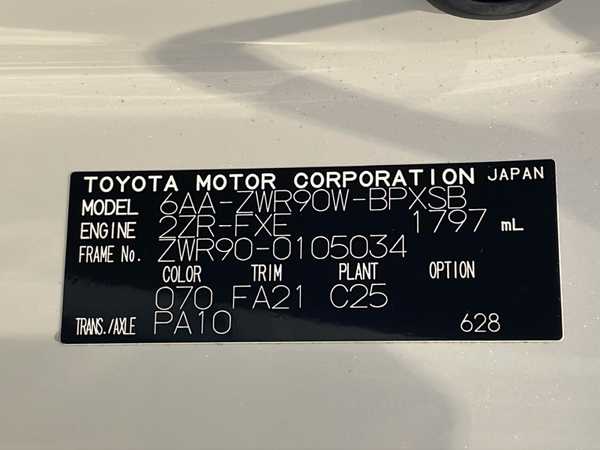 TOYOTA MOTOR CORPORATION JAPAN
MODEL 6AA-ZWR90W-BPXSB
ENGINE 2ZR-FXE 1797 mL
FRAME No. ZWR90-0105034
COLOR TRIM PLANT OPTION
070 FA21 C25
TRANS./AXLE PA10 628